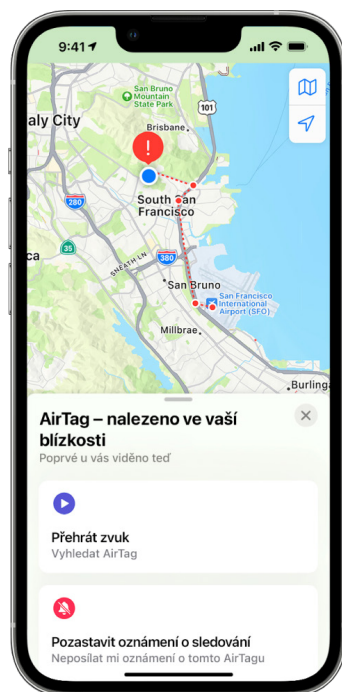 9:41
San Bruno
Mountain
State Park
101
aly City
Brisbane
!
280
South San
Francisco
35
ca
380
SNEATH LN
San Bruno
San Francisco
International
Airport (SFO)
Millbrae
Burling
AirTag – nalezeno ve vaší
blízkosti
Poprvé u vás viděno teď
Přehrát zvuk
Vyhledat AirTag
Pozastavit oznámení o sledování
Neposílat mi oznámení o tomto AirTagu